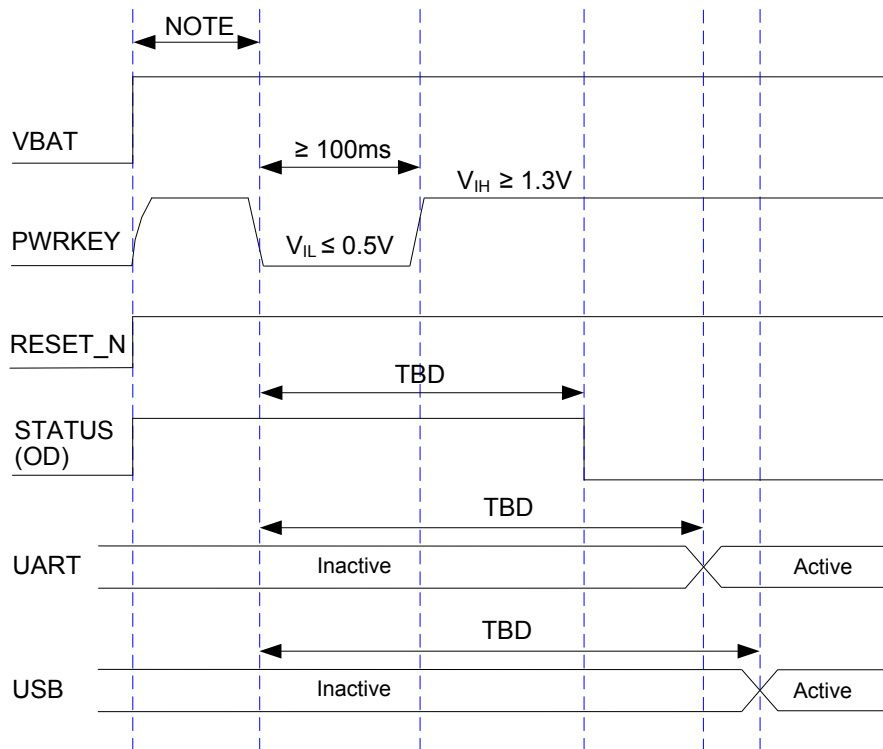 NOTE
VBAT
≥ 100ms
V_IH ≥ 1.3V
PWRKEY
V_IL ≤ 0.5V
RESET_N
TBD
STATUS
(OD)
TBD
UART
Inactive
Active
TBD
USB
Inactive
Active